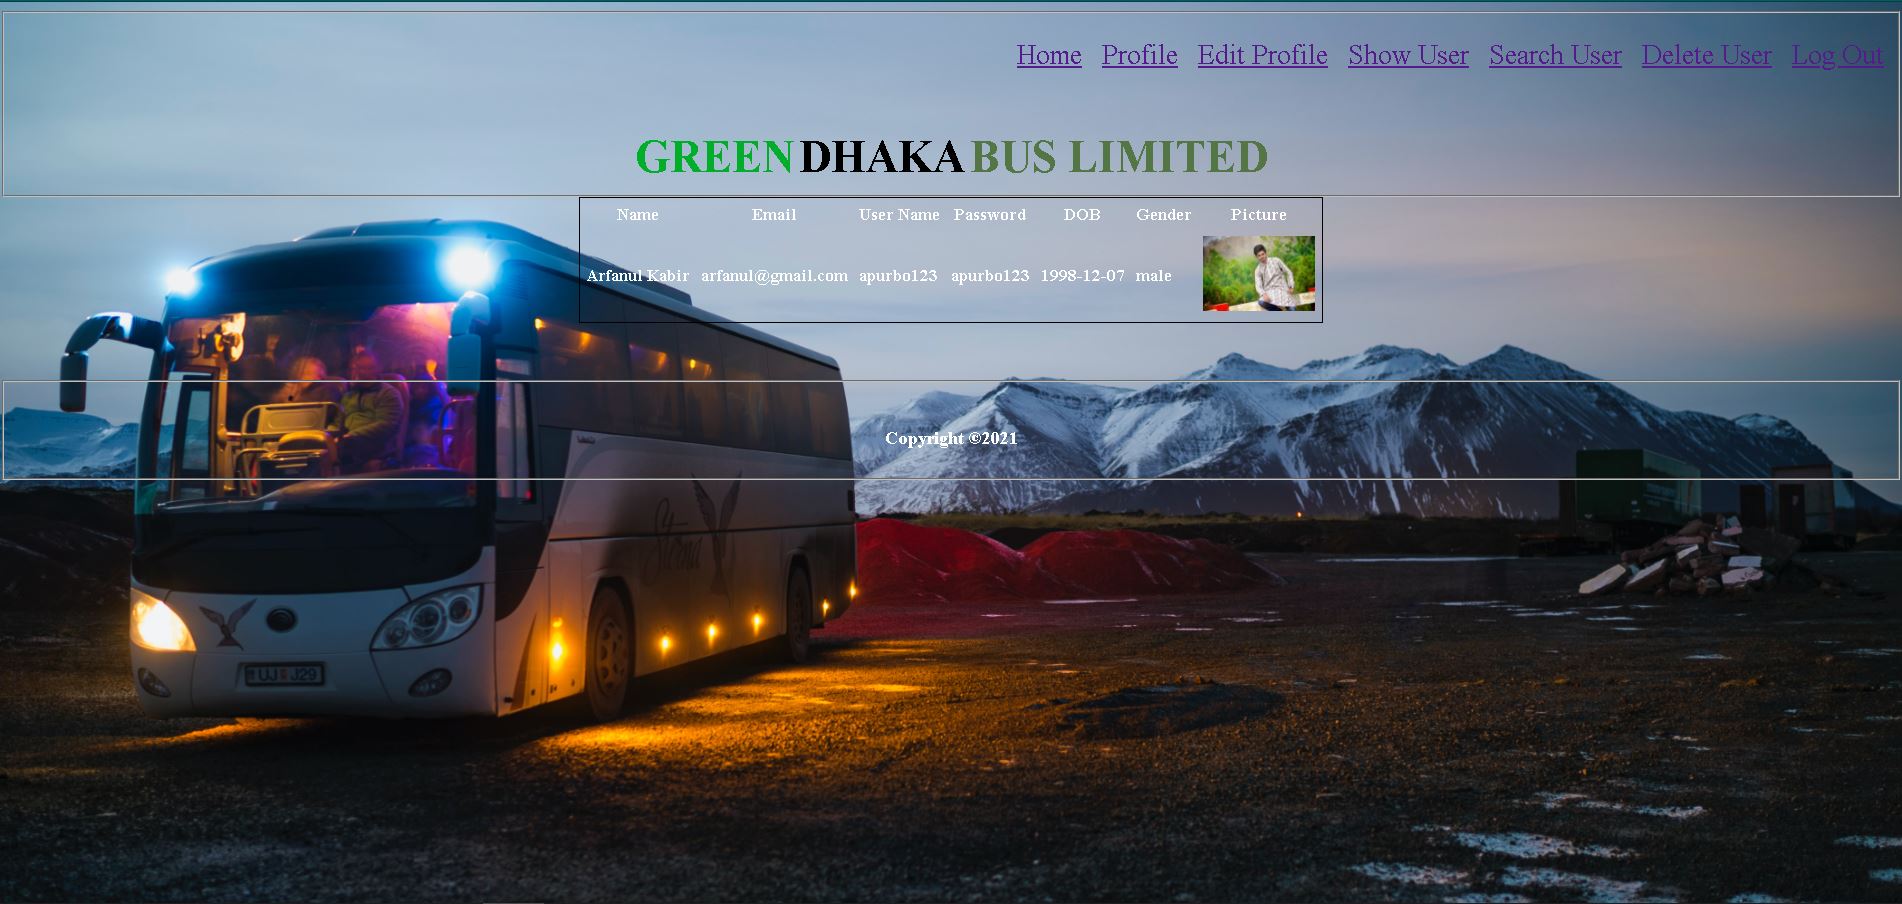 Home Profile Edit Profile Show User Search User Delete User Log Out
GREEN DHAKA BUS LIMITED
Name Email User Name Password DOB Gender Picture
Arfanul Kabir arfanul@gmail.com apurbo123 apurbo123 1998-12-07 male
Copyright ©2021
UJ J29